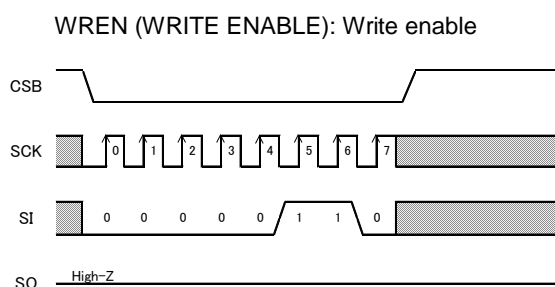 WREN (WRITE ENABLE): Write enable
CSB
SCK 0 1 2 3 4 5 6 7
SI 0 0 0 0 0 1 1 0
High-Z
SO